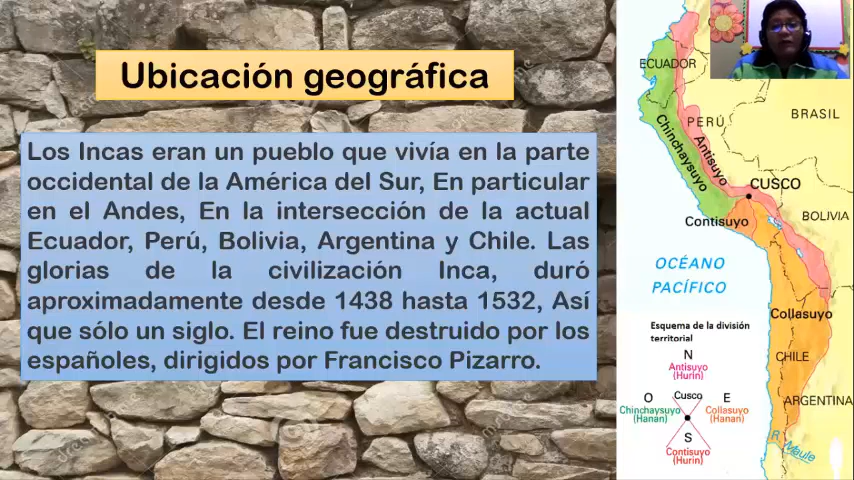 Ubicación geográfica
Los Incas eran un pueblo que vivía en la parte
occidental de la América del Sur, En particular
en el Andes, En la intersección de la actual
Ecuador, Perú, Bolivia, Argentina y Chile. Las
glorias de la civilización Inca, duró
aproximadamente desde 1438 hasta 1532, Así
que sólo un siglo. El reino fue destruido por los
españoles, dirigidos por Francisco Pizarro.
ECUADOR
PERÚ
BRASIL
Chinchaysuyo
Antisuyo
CUSCO
Contisuyo
BOLIVIA
OCÉANO
PACÍFICO
Collasuyo
CHILE
ARGENTINA
R. Maule
Esquema de la división
territorial
N
Antisuyo
(Hurin)
O
Cusco
E
Chinchaysuyo
(Hanan)
Collasuyo
(Hanan)
S
Contisuyo
(Hurin)